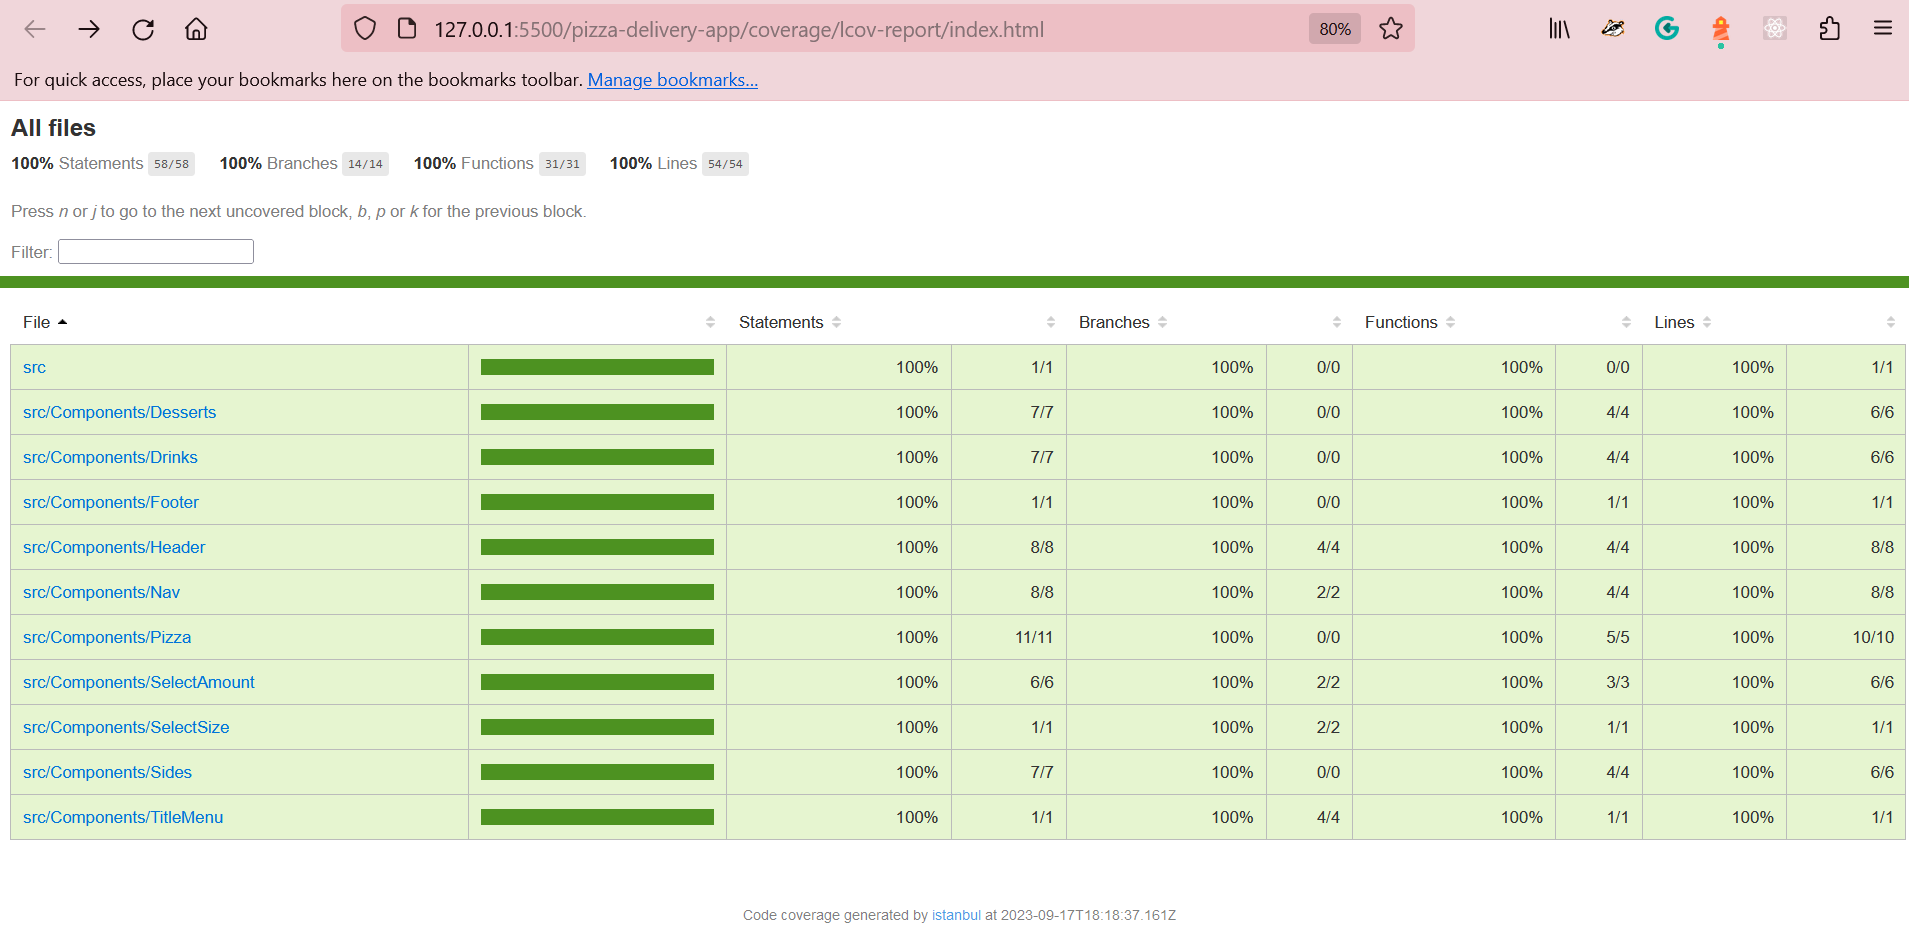 127.0.0.1:5500/pizza-delivery-app/coverage/lcov-report/index.html 80%
For quick access, place your bookmarks here on the bookmarks toolbar. Manage bookmarks...
All files
100% Statements 58/58 100% Branches 14/14 100% Functions 31/31 100% Lines 54/54
Press n or j to go to the next uncovered block, b, p or k for the previous block.
Filter:
File Statements Branches Functions Lines
src 100% 1/1 100% 0/0 100% 0/0 100% 1/1
src/Components/Desserts 100% 7/7 100% 0/0 100% 4/4 100% 6/6
src/Components/Drinks 100% 7/7 100% 0/0 100% 4/4 100% 6/6
src/Components/Footer 100% 1/1 100% 0/0 100% 1/1 100% 1/1
src/Components/Header 100% 8/8 100% 4/4 100% 4/4 100% 8/8
src/Components/Nav 100% 8/8 100% 2/2 100% 4/4 100% 8/8
src/Components/Pizza 100% 11/11 100% 0/0 100% 5/5 100% 10/10
src/Components/SelectAmount 100% 6/6 100% 2/2 100% 3/3 100% 6/6
src/Components/SelectSize 100% 1/1 100% 2/2 100% 1/1 100% 1/1
src/Components/Sides 100% 7/7 100% 0/0 100% 4/4 100% 6/6
src/Components/TitleMenu 100% 1/1 100% 4/4 100% 1/1 100% 1/1
Code coverage generated by istanbul at 2023-09-17T18:18:37.161Z